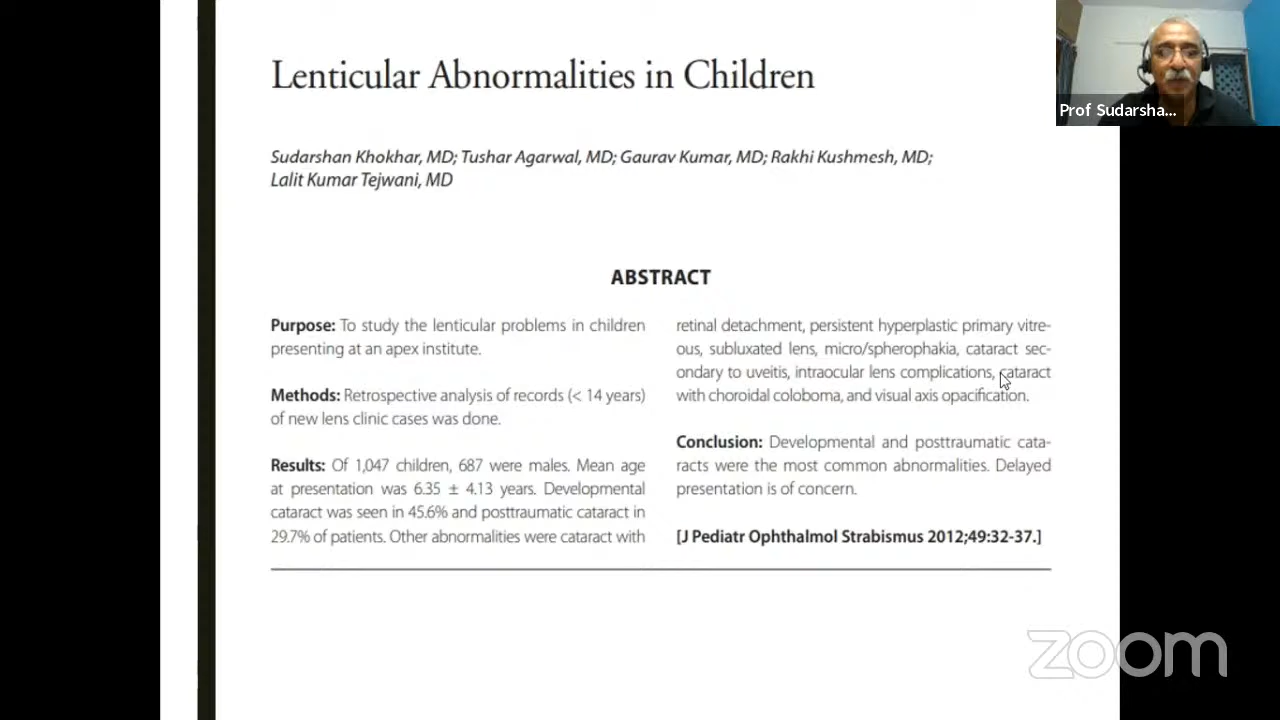 Lenticular Abnormalities in Children
Prof Sudarsha...
Sudarshan Khokhar, MD; Tushar Agarwal, MD; Gaurav Kumar, MD; Rakhi Kushmesh, MD;
Lalit Kumar Tejwani, MD
ABSTRACT
Purpose: To study the lenticular problems in children
presenting at an apex institute.
Methods: Retrospective analysis of records (< 14 years)
of new lens clinic cases was done.
Results: Of 1,047 children, 687 were males. Mean age
at presentation was 6.35 ± 4.13 years. Developmental
cataract was seen in 45.6% and posttraumatic cataract in
29.7% of patients. Other abnormalities were cataract with
retinal detachment, persistent hyperplastic primary vitre-
ous, subluxated lens, micro/spherophakia, cataract sec-
ondary to uveitis, intraocular lens complications, cataract
with choroidal coloboma, and visual axis opacification.
Conclusion: Developmental and posttraumatic cata-
racts were the most common abnormalities. Delayed
presentation is of concern.
[J Pediatr Ophthalmol Strabismus 2012;49:32-37.]
zoom